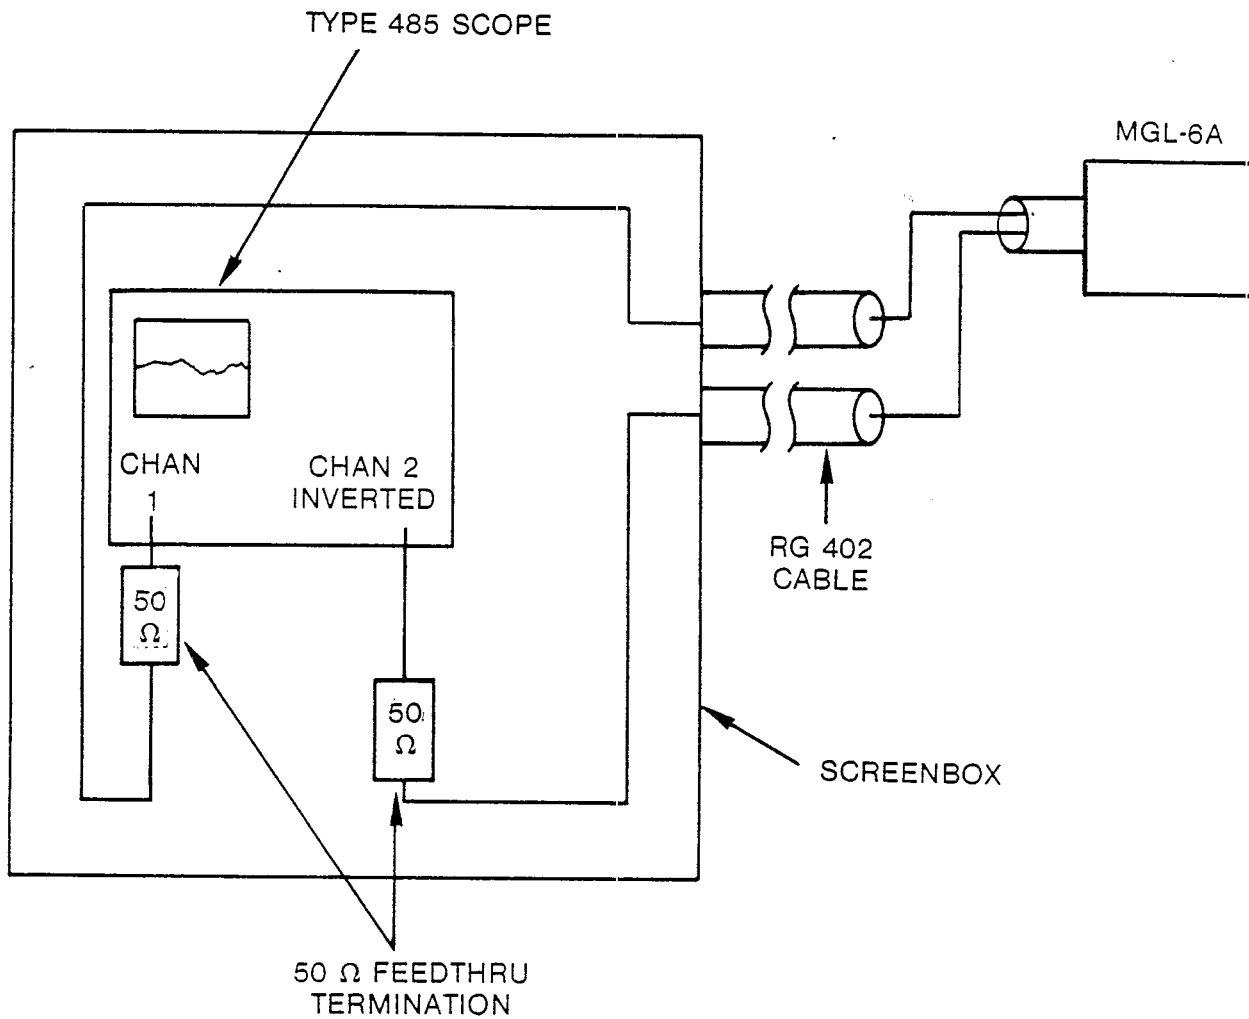 TYPE 485 SCOPE
MGL-6A
CHAN
1
CHAN 2
INVERTED
RG 402
CABLE
50
Ω
50
Ω
SCREENBOX
50 Ω FEEDTHRU
TERMINATION